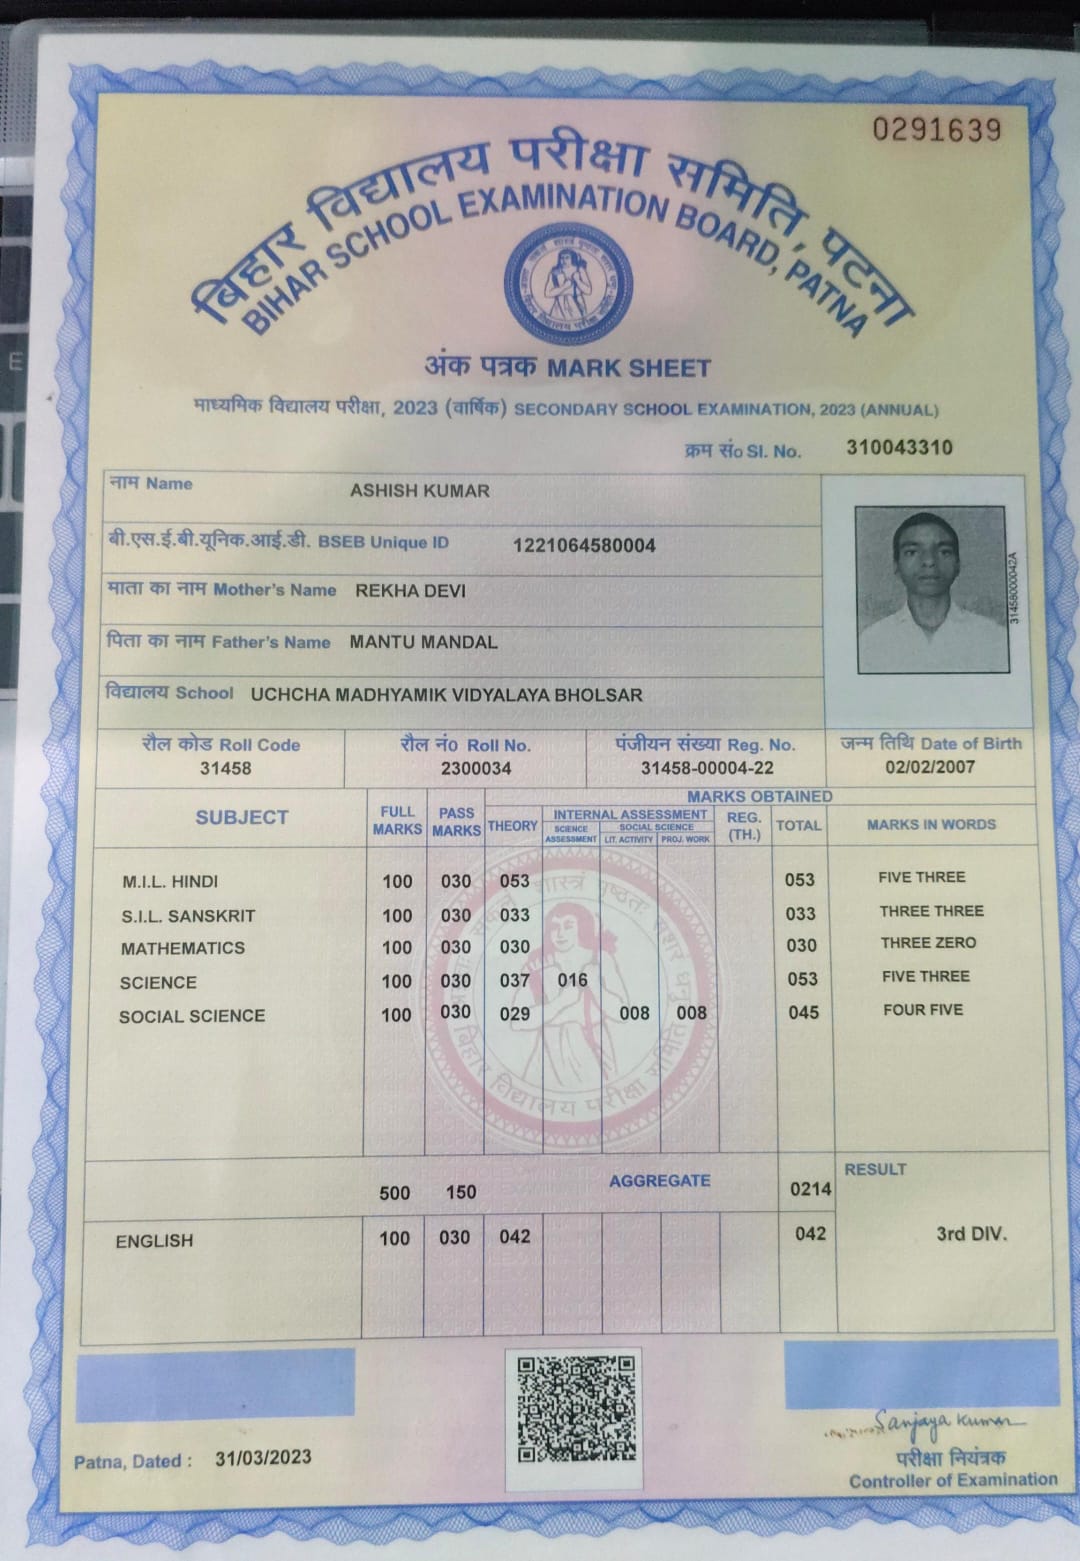 0291639
बिहार विद्यालय परीक्षा समिति, पटना
BIHAR SCHOOL EXAMINATION BOARD, PATNA
अंक पत्रक MARK SHEET
माध्यमिक विद्यालय परीक्षा, 2023 (वार्षिक) SECONDARY SCHOOL EXAMINATION, 2023 (ANNUAL)
क्रम सं० Sl. No. 310043310
नाम Name ASHISH KUMAR
बी.एस.ई.बी.यूनिक.आई.डी. BSEB Unique ID 1221064580004
माता का नाम Mother's Name REKHA DEVI
पिता का नाम Father's Name MANTU MANDAL
विद्यालय School UCHCHA MADHYAMIK VIDYALAYA BHOLSAR
3145800042A
रौल कोड Roll Code रौल नं० Roll No. पंजीयन संख्या Reg. No. जन्म तिथि Date of Birth
31458 2300034 31458-00004-22 02/02/2007
SUBJECT FULL MARKS PASS MARKS MARKS OBTAINED
THEORY INTERNAL ASSESSMENT REG. (TH.) TOTAL MARKS IN WORDS
SCIENCE ASSESSMENT SOCIAL SCIENCE
LIT. ACTIVITY PROJ. WORK
M.I.L. HINDI 100 030 053 053 FIVE THREE
S.I.L. SANSKRIT 100 030 033 033 THREE THREE
MATHEMATICS 100 030 030 030 THREE ZERO
SCIENCE 100 030 037 016 053 FIVE THREE
SOCIAL SCIENCE 100 030 029 008 008 045 FOUR FIVE
बिहार विद्यालय परीक्षा समिति
500 150 AGGREGATE 0214 RESULT
ENGLISH 100 030 042 042 3rd DIV.
Patna, Dated : 31/03/2023
Sanjaya Kumar
परीक्षा नियंत्रक
Controller of Examination
E